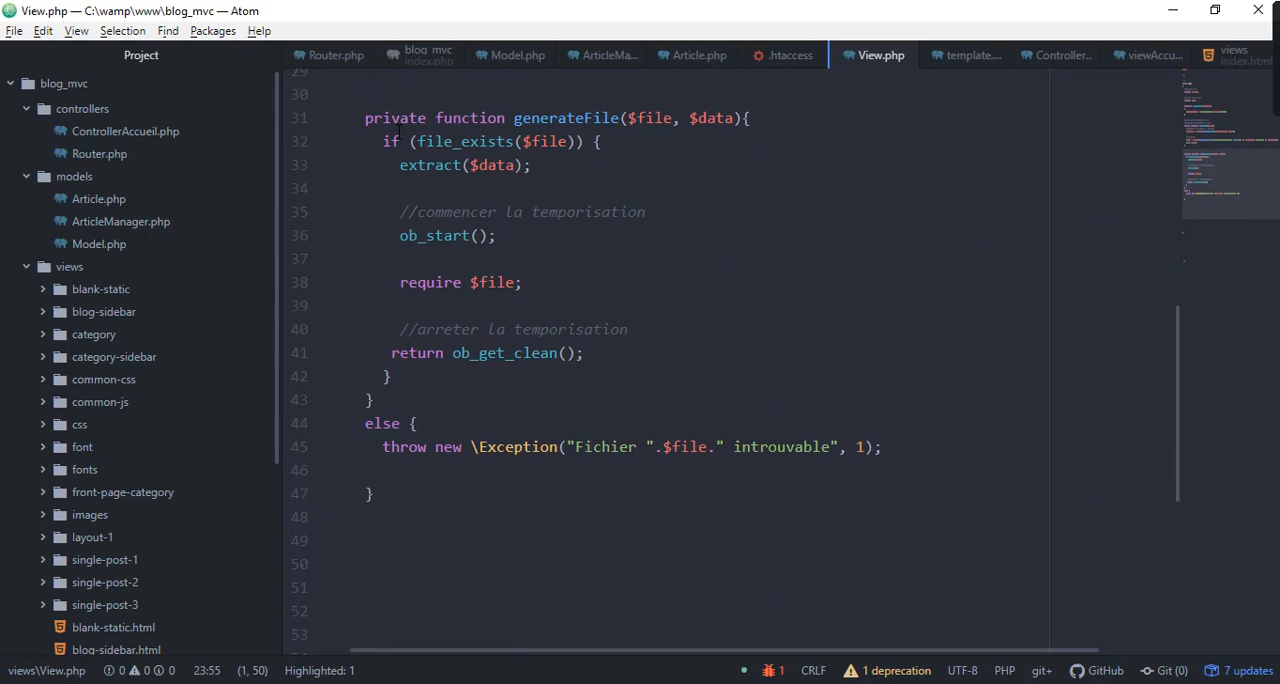 View.php — C:\wamp\www\blog_mvc — Atom
File Edit View Selection Find Packages Help
Project
Router.php
blog_mvc
index.php
Model.php
ArticleMa...
Article.php
.htaccess
View.php
template....
Controller...
viewAccu...
views
index.html
blog_mvc
controllers
ControllerAccueil.php
Router.php
models
Article.php
ArticleManager.php
Model.php
views
blank-static
blog-sidebar
category
category-sidebar
common-css
common-js
css
font
fonts
front-page-category
images
layout-1
single-post-1
single-post-2
single-post-3
blank-static.html
blog-sidebar.html
29
30
31 private function generateFile($file, $data){
32 if (file_exists($file)) {
33 extract($data);
34
35 //commencer la temporisation
36 ob_start();
37
38 require $file;
39
40 //arreter la temporisation
41 return ob_get_clean();
42 }
43 }
44 else {
45 throw new \Exception("Fichier ".$file." introuvable", 1);
46
47 }
48
49
50
51
52
53
views\View.php 0 0 0 23:55 (1, 50) Highlighted: 1 1 CRLF 1 deprecation UTF-8 PHP git+ GitHub Git (0) 7 updates